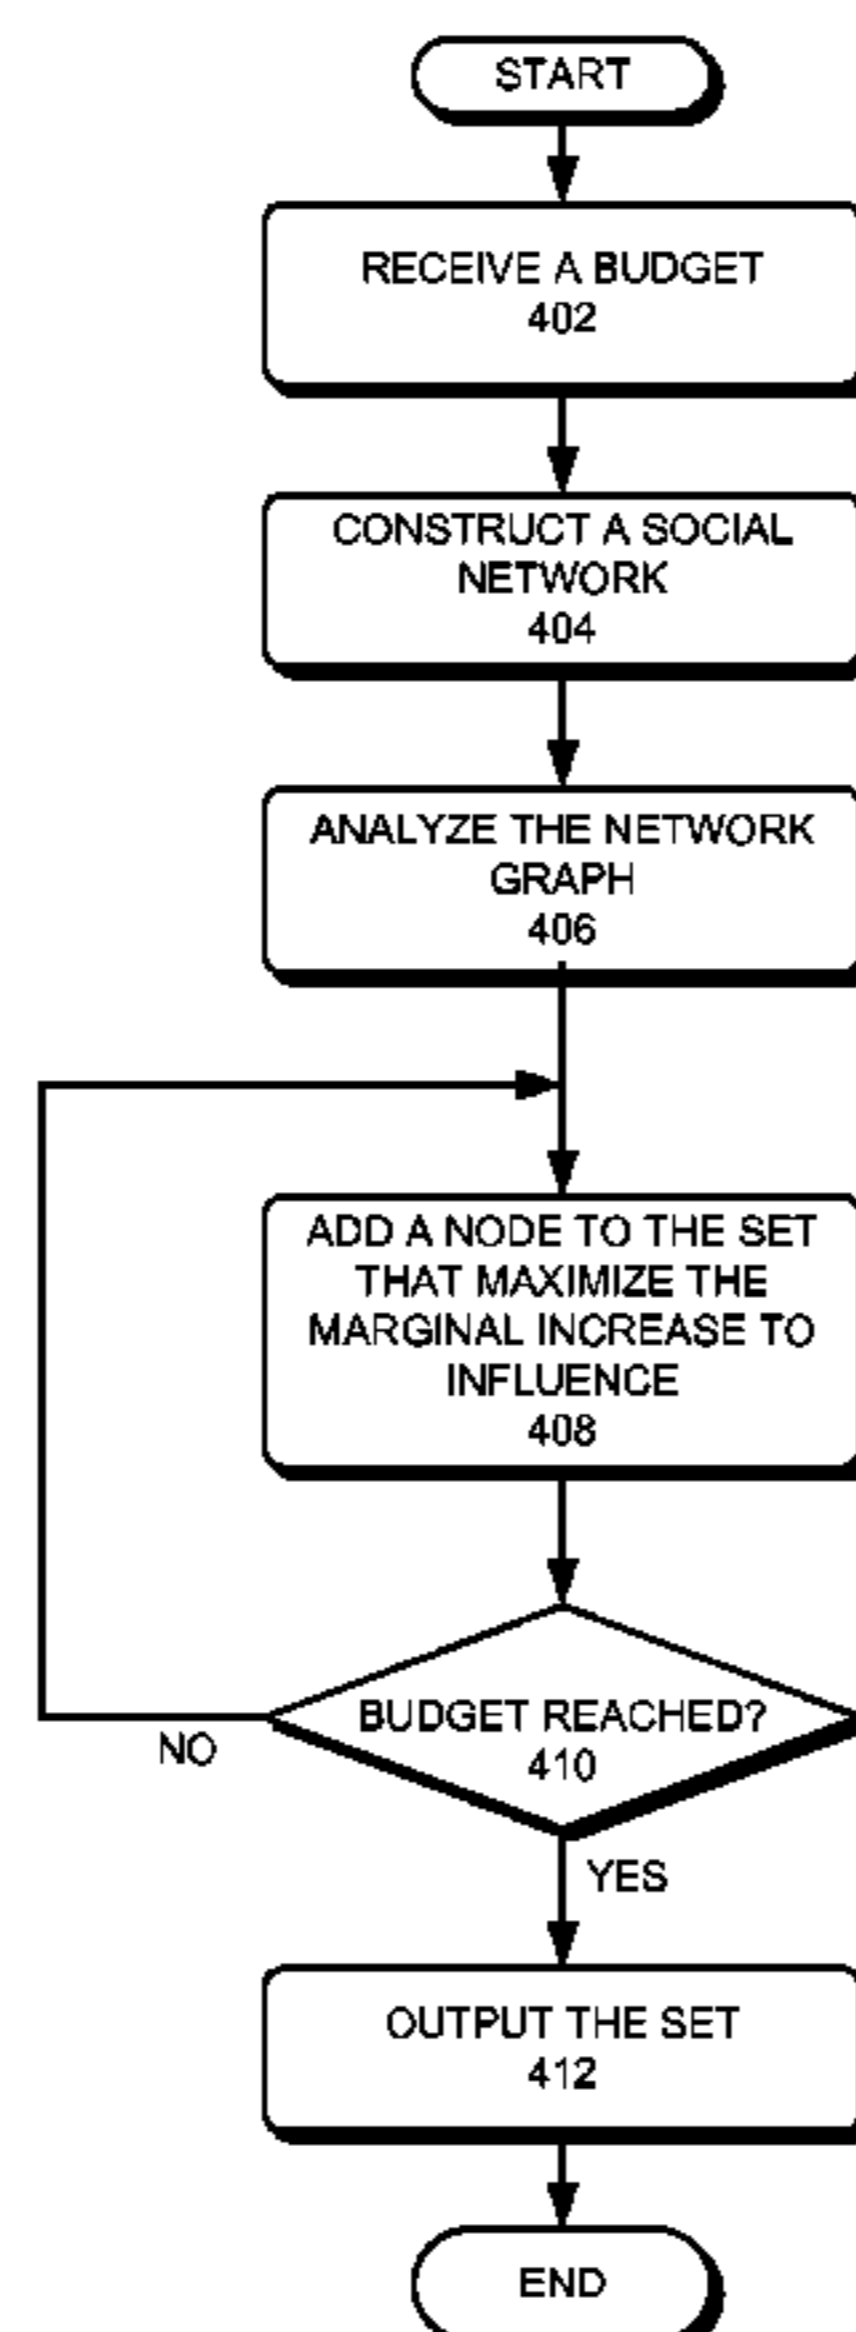 START
RECEIVE A BUDGET
402
CONSTRUCT A SOCIAL
NETWORK
404
ANALYZE THE NETWORK
GRAPH
406
ADD A NODE TO THE SET
THAT MAXIMIZE THE
MARGINAL INCREASE TO
INFLUENCE
408
BUDGET REACHED?
410
NO
YES
OUTPUT THE SET
412
END